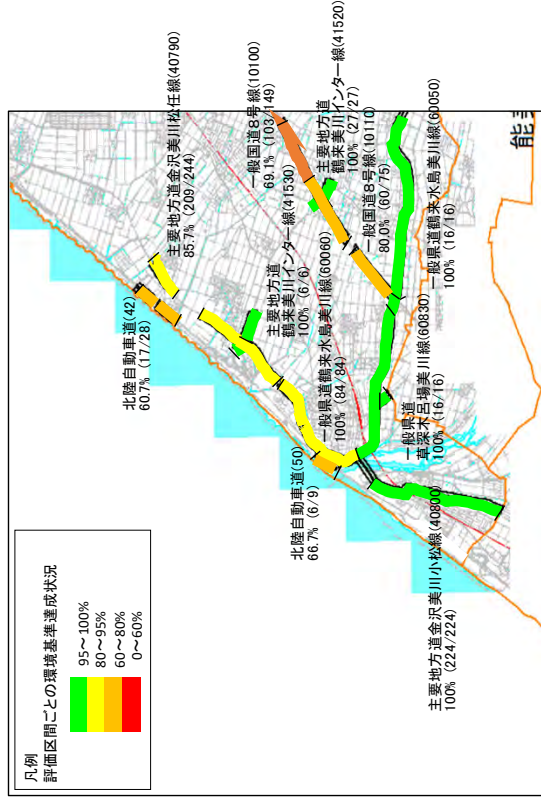 凡例
評価区間ごとの環境基準達成状況
95～100%
80～95%
60～80%
0～60%
北陸自動車道(42)
60.7% (17/28)
主要地方道金沢美川松任線(40790)
85.7% (209/244)
一般国道8号線(10100)
69.1% (103/149)
主要地方道
鶴来美川インター線(41520)
100% (27/27)
主要地方道
鶴来美川インター線(41530)
100% (6/6)
一般国道8号線(10110)
80.0% (60/75)
北陸自動車道(50)
66.7% (6/9)
一般県道鶴来水島美川線(60060)
100% (84/84)
一般県道
草深木呂場美川線(60830)
100% (16/16)
一般県道鶴来水島美川線(60050)
100% (16/16)
主要地方道金沢美川小松線(40800)
100% (224/224)